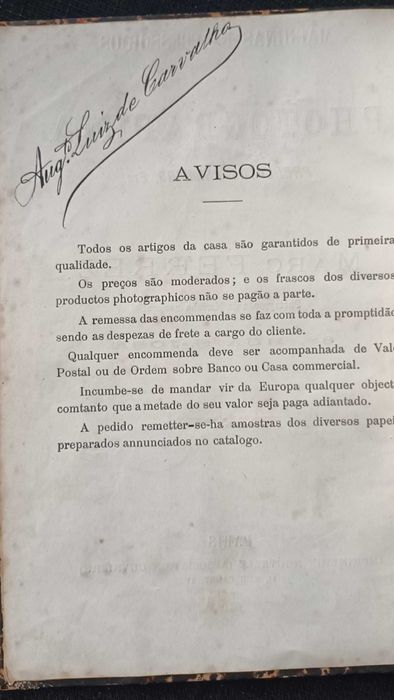 Augto. Luiz de Carvalho
AVISOS
Todos os artigos da casa são garantidos de primeira
qualidade.
Os preços são moderados; e os frascos dos diversos
productos photographicos não se pagão a parte.
A remessa das encommendas se faz com toda a promptidão
sendo as despezas de frete a cargo do cliente.
Qualquer encommenda deve ser acompanhada de Val
Postal ou de Ordem sobre Banco ou Casa commercial.
Incumbe-se de mandar vir da Europa qualquer object
comtanto que a metade do seu valor seja paga adiantado.
A pedido remetter-se-ha amostras dos diversos papei
preparados annunciados no catalogo.
PARIS